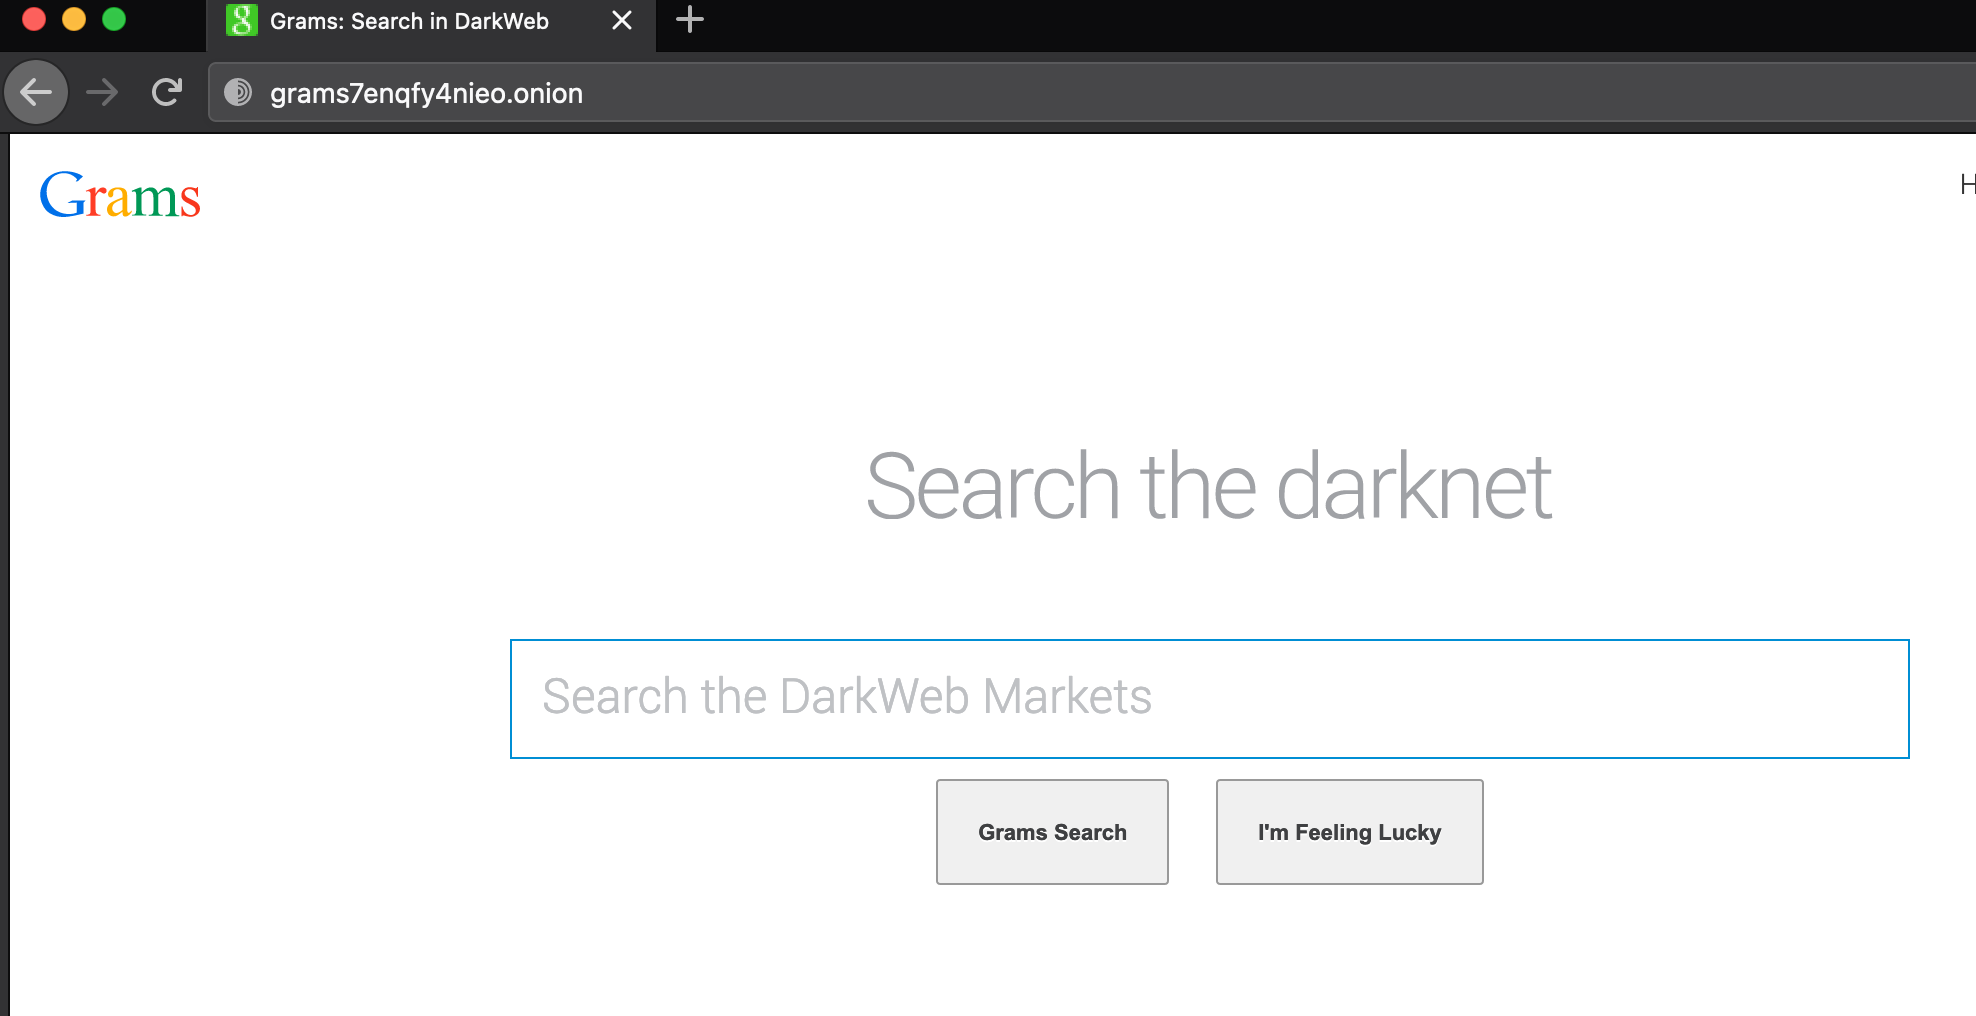 Grams: Search in DarkWeb
grams7enqfy4nieo.onion
Grams
H
Search the darknet
Search the DarkWeb Markets
Grams Search
I'm Feeling Lucky